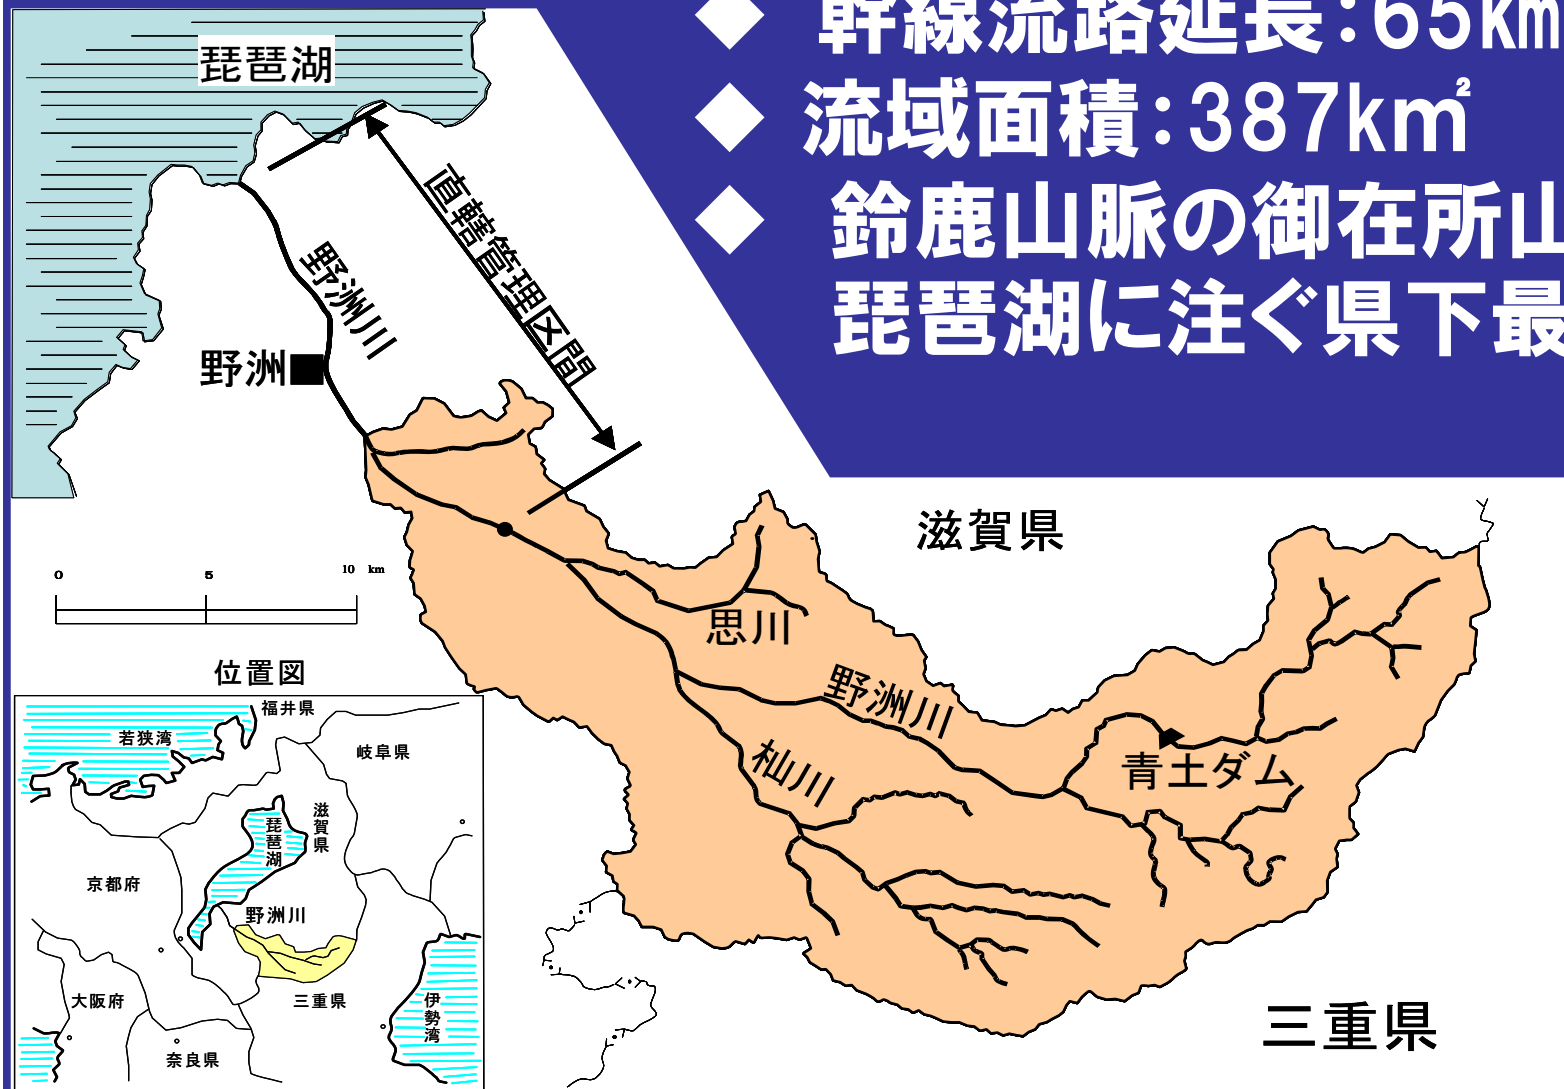 ◆ 幹線流路延長：65km
◆ 流域面積：387km²
◆ 鈴鹿山脈の御在所山
琵琶湖に注ぐ県下最
琵琶湖
直轄管理区間
野洲川
野洲
滋賀県
0 5 10 km
思川
野洲川
杣川
青土ダム
三重県
位置図
福井県
若狭湾
岐阜県
滋賀県
琵琶湖
京都府
野洲川
大阪府
三重県
伊勢湾
奈良県